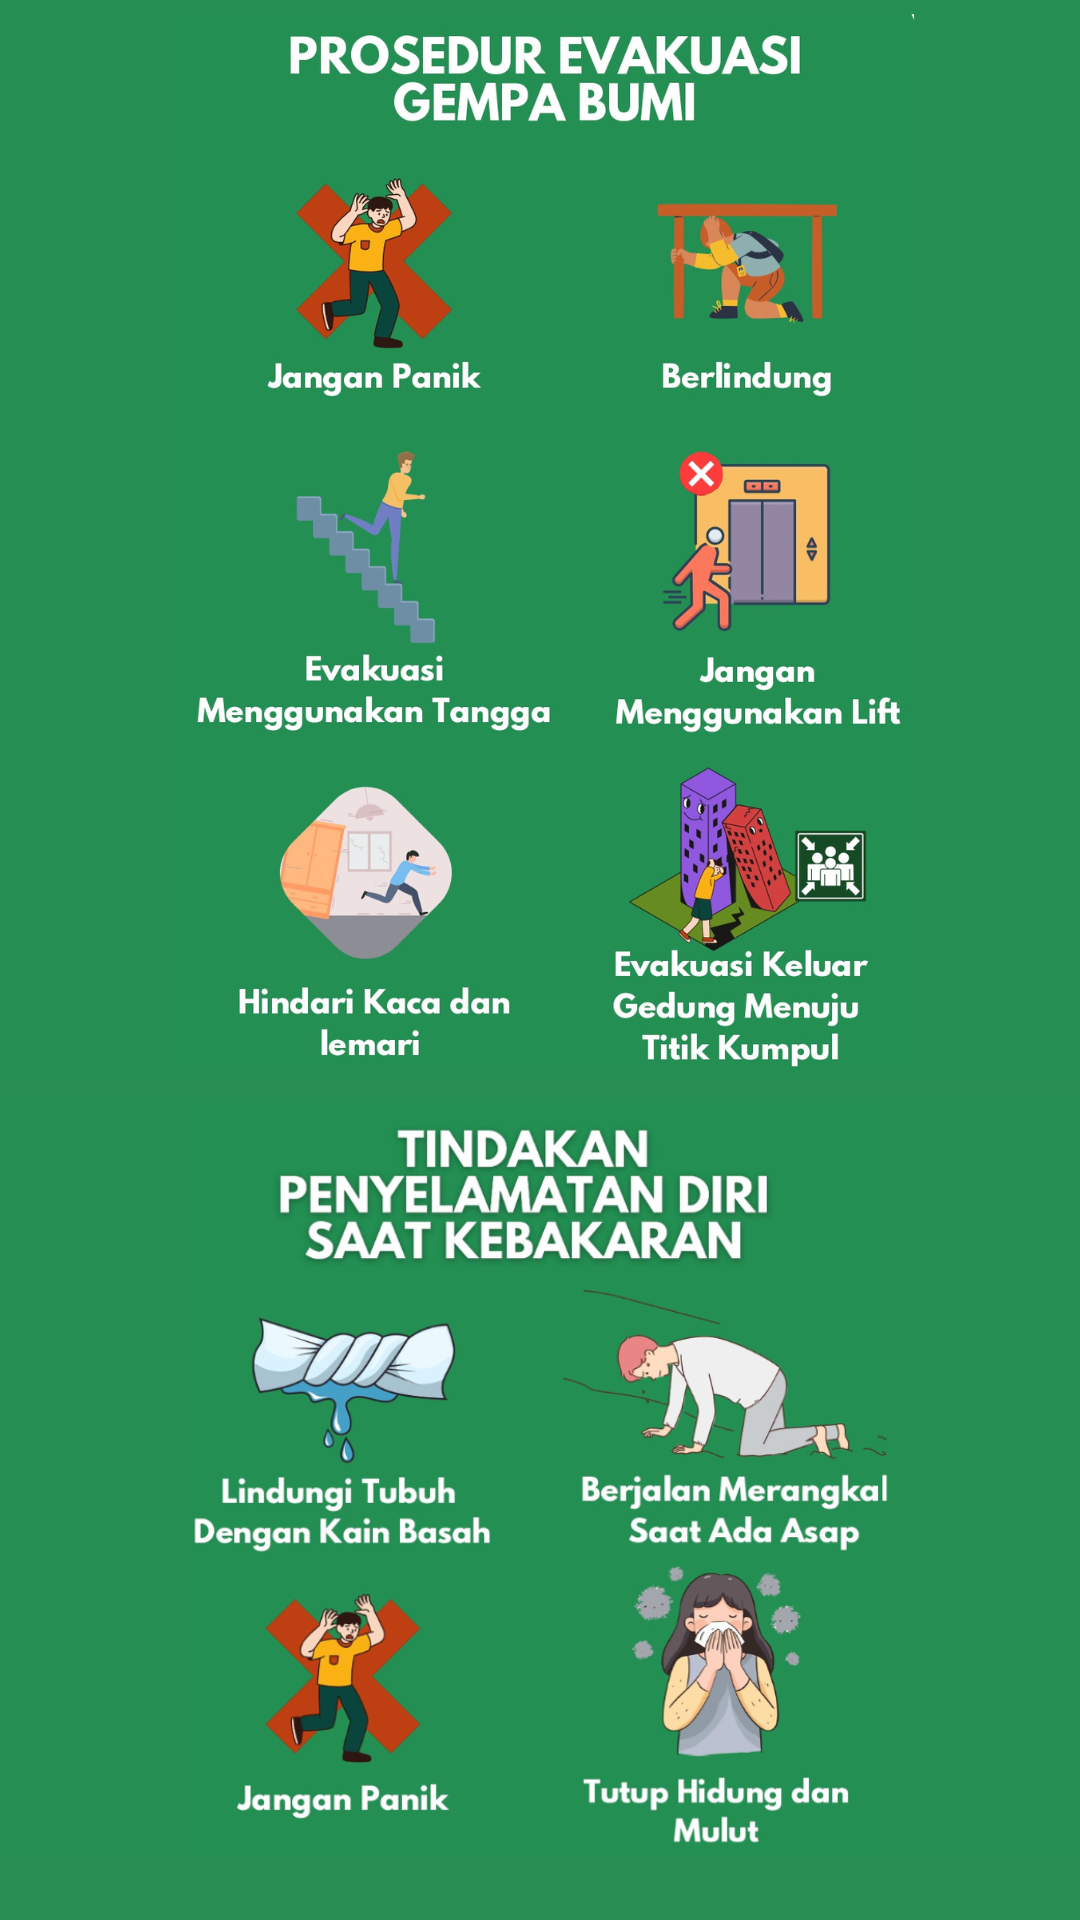 PROSEDUR EVAKUASI
GEMPA BUMI
Jangan Panik
Berlindung
Evakuasi
Menggunakan Tangga
Jangan
Menggunakan Lift
Hindari Kaca dan
lemari
Evakuasi Keluar
Gedung Menuju
Titik Kumpul
TINDAKAN
PENYELAMATAN DIRI
SAAT KEBAKARAN
Lindungi Tubuh
Dengan Kain Basah
Berjalan Merangkal
Saat Ada Asap
Jangan Panik
Tutup Hidung dan
Mulut